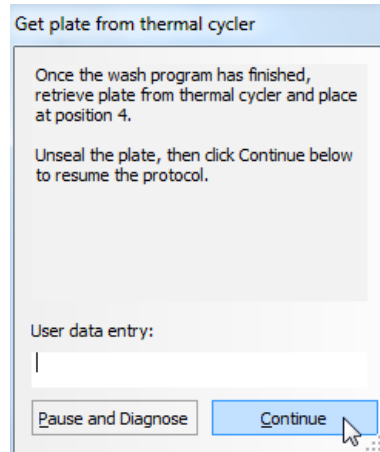 Get plate from thermal cycler
Once the wash program has finished,
retrieve plate from thermal cycler and place
at position 4.
Unseal the plate, then click Continue below
to resume the protocol.
User data entry:
Pause and Diagnose
Continue